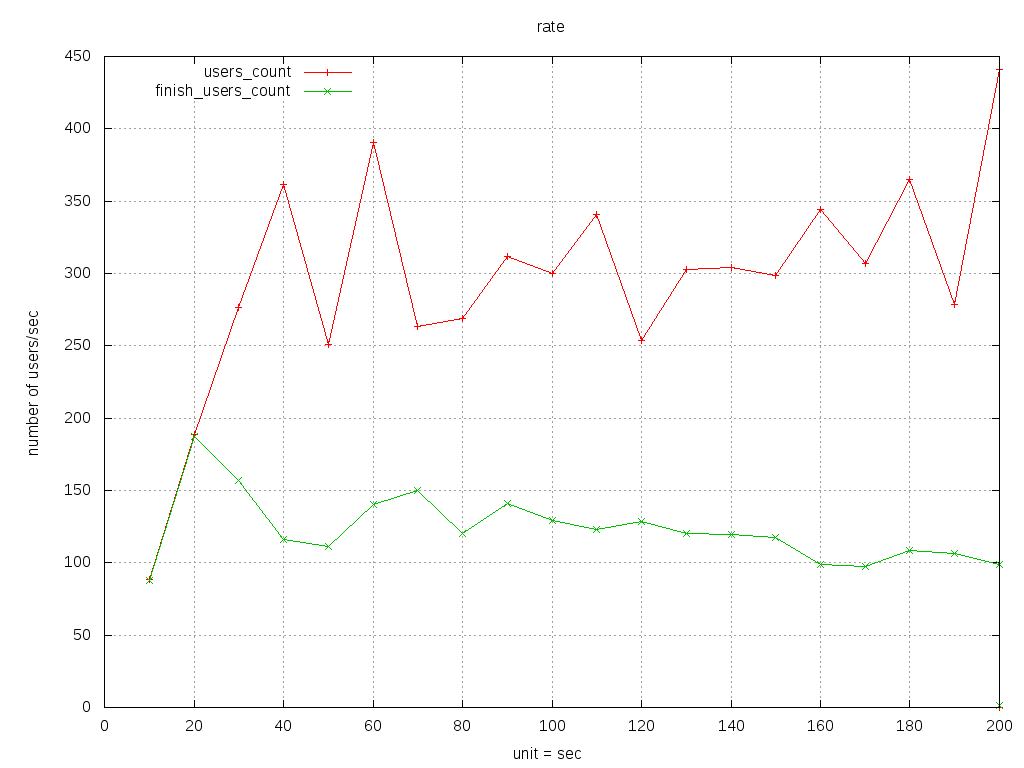 rate
users_count
finish_users_count
450
400
350
300
250
200
150
100
50
0
number of users/sec
0 20 40 60 80 100 120 140 160 180 200
unit = sec